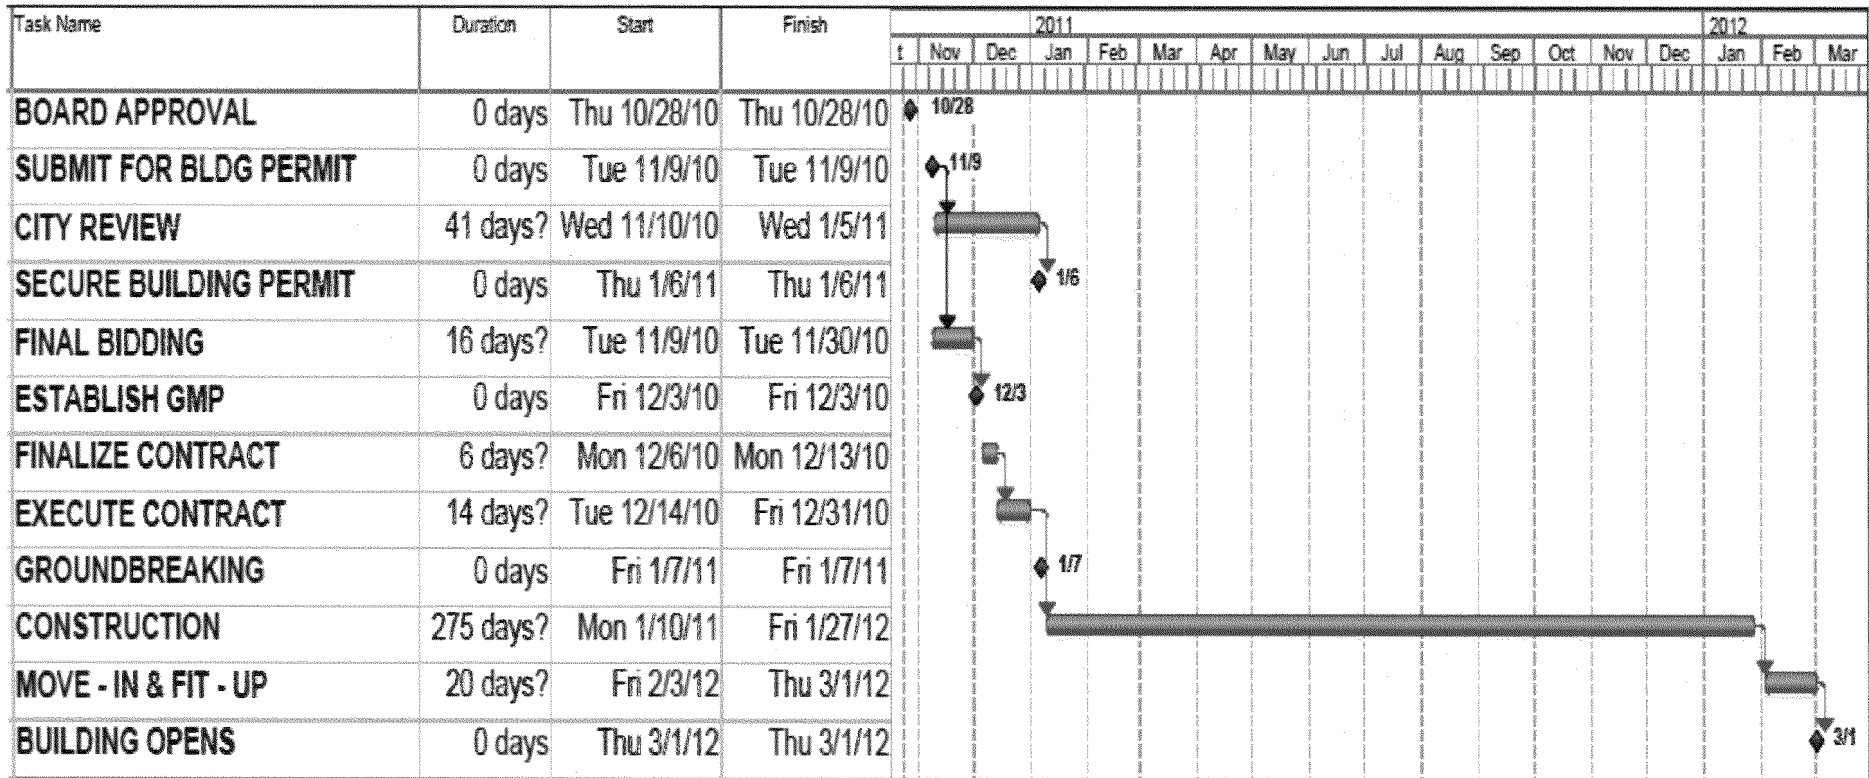 Task Name Duration Start Finish 2011 2012
t Nov Dec Jan Feb Mar Apr May Jun Jul Aug Sep Oct Nov Dec Jan Feb Mar
BOARD APPROVAL 0 days Thu 10/28/10 Thu 10/28/10 10/28
SUBMIT FOR BLDG PERMIT 0 days Tue 11/9/10 Tue 11/9/10 11/9
CITY REVIEW 41 days? Wed 11/10/10 Wed 1/5/11
SECURE BUILDING PERMIT 0 days Thu 1/6/11 Thu 1/6/11 1/6
FINAL BIDDING 16 days? Tue 11/9/10 Tue 11/30/10
ESTABLISH GMP 0 days Fri 12/3/10 Fri 12/3/10 12/3
FINALIZE CONTRACT 6 days? Mon 12/6/10 Mon 12/13/10
EXECUTE CONTRACT 14 days? Tue 12/14/10 Fri 12/31/10
GROUNDBREAKING 0 days Fri 1/7/11 Fri 1/7/11 1/7
CONSTRUCTION 275 days? Mon 1/10/11 Fri 1/27/12
MOVE - IN & FIT - UP 20 days? Fri 2/3/12 Thu 3/1/12
BUILDING OPENS 0 days Thu 3/1/12 Thu 3/1/12 3/1